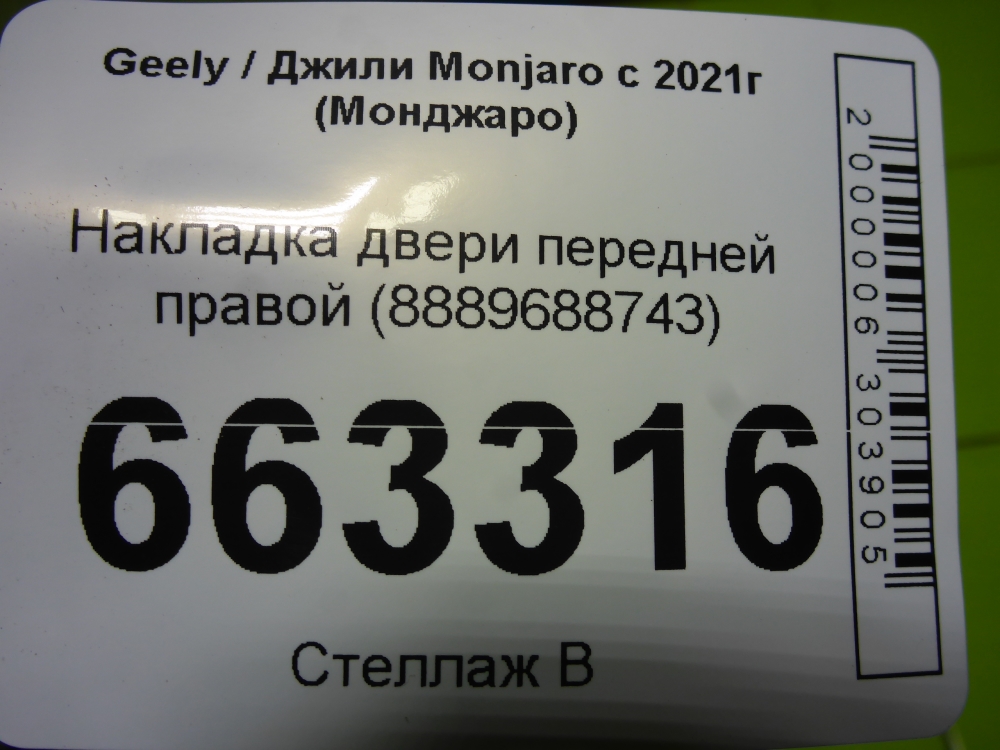 Geely / Джили Monjaro с 2021г
(Монджаро)
Накладка двери передней
правой (8889688743)
663316
Стеллаж В
2000006303905